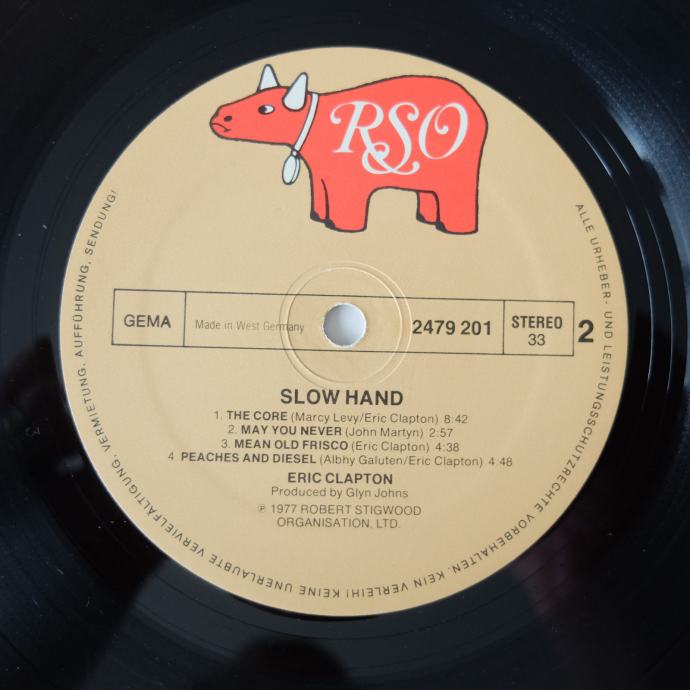 RSO
GEMA
Made in West Germany
2479 201
STEREO
33
2
SLOW HAND
1. THE CORE (Marcy Levy/Eric Clapton) 8:42
2. MAY YOU NEVER (John Martyn) 2:57
3. MEAN OLD FRISCO (Eric Clapton) 4:38
4. PEACHES AND DIESEL (Albhy Galuten/Eric Clapton) 4:48
ERIC CLAPTON
Produced by Glyn Johns
℗ 1977 ROBERT STIGWOOD
ORGANISATION, LTD.
ALLE URHEBER- UND LEISTUNGSSCHUTZRECHTE VORBEHALTEN. KEIN VERLEIH! KEINE UNERLAUBTE VERVIELFÄLTIGUNG, VERMIETUNG, AUFFÜHRUNG, SENDUNG!